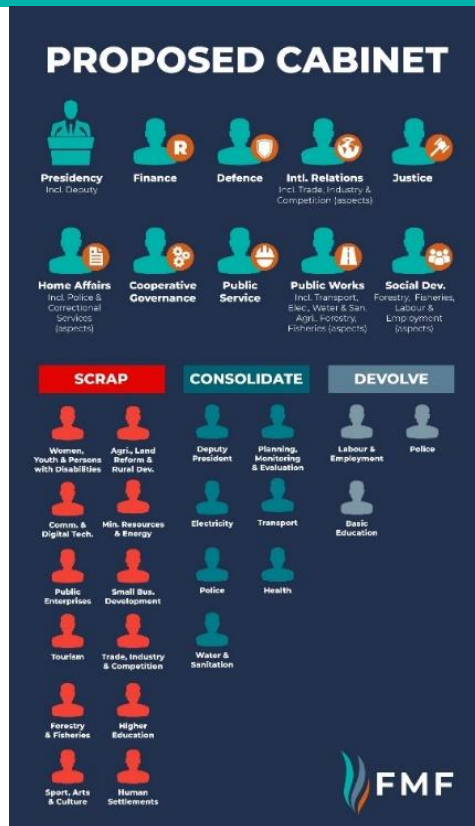 PROPOSED CABINET
Presidency
Incl. Deputy
Finance
R
Defence
Intl. Relations
Incl. Trade, Industry &
Competition (aspects)
Justice
Home Affairs
Incl. Police &
Correctional
Services
(aspects)
Cooperative
Governance
Public
Service
Public Works
Incl. Transport,
Elec., Water & San.
Agri., Forestry,
Fisheries (aspects)
Social Dev.
Forestry, Fisheries,
Labour &
Employment
(aspects)
SCRAP
CONSOLIDATE
DEVOLVE
Women,
Youth & Persons
with Disabilities
Agri., Land
Reform &
Rural Dev.
Deputy
President
Planning,
Monitoring
& Evaluation
Labour &
Employment
Police
Comm. &
Digital Tech.
Min. Resources
& Energy
Electricity
Transport
Basic
Education
Public
Enterprises
Small Bus.
Development
Police
Health
Tourism
Trade, Industry
& Competition
Water &
Sanitation
Forestry
& Fisheries
Higher
Education
Sport, Arts
& Culture
Human
Settlements
FMF